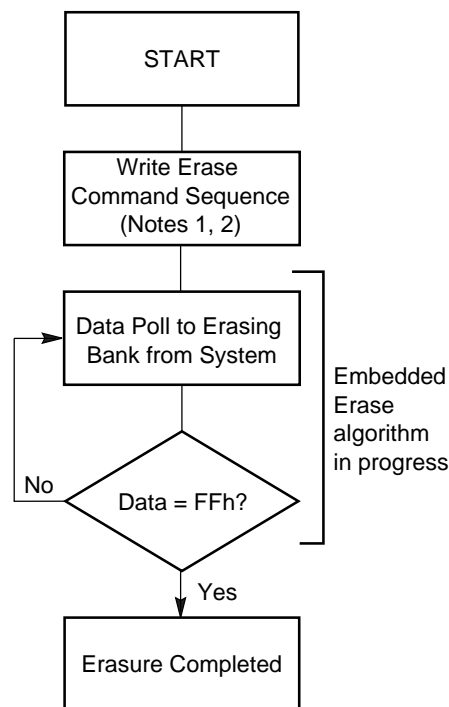 START
Write Erase
Command Sequence
(Notes 1, 2)
Data Poll to Erasing
Bank from System
Embedded
Erase
algorithm
in progress
No
Data = FFh?
Yes
Erasure Completed